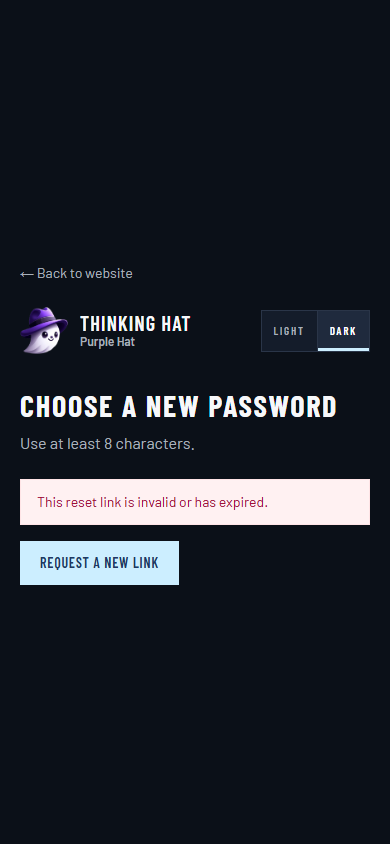 ← Back to website
THINKING HAT
Purple Hat
LIGHT
DARK
CHOOSE A NEW PASSWORD
Use at least 8 characters.
This reset link is invalid or has expired.
REQUEST A NEW LINK